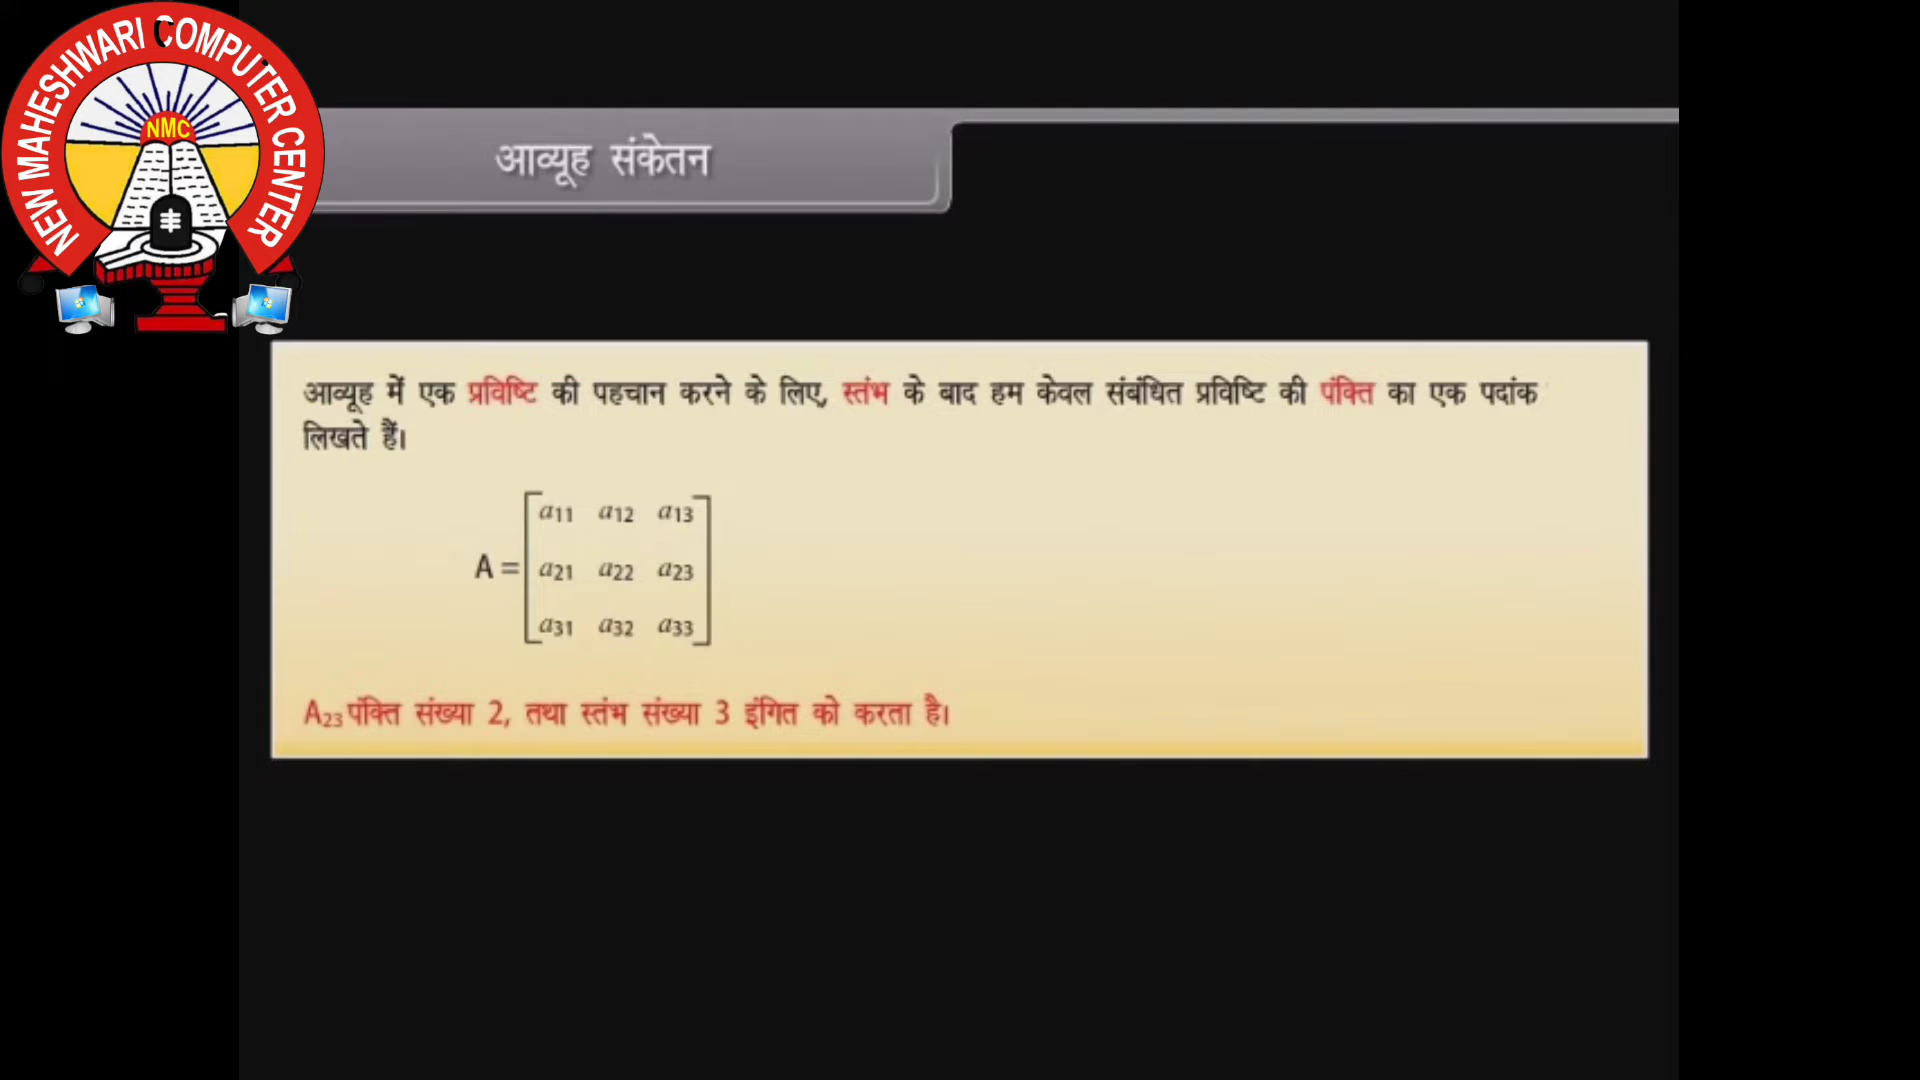 NEW MAHESHWARI COMPUTER CENTER
NMC
आव्यूह संकेतन
आव्यूह में एक प्रविष्टि की पहचान करने के लिए, स्तंभ के बाद हम केवल संबंधित प्रविष्टि की पंक्ति का एक पदांक
लिखते हैं।
a11 a12 a13
A = a21 a22 a23
a31 a32 a33
A23 पंक्ति संख्या 2, तथा स्तंभ संख्या 3 इंगित को करता है।